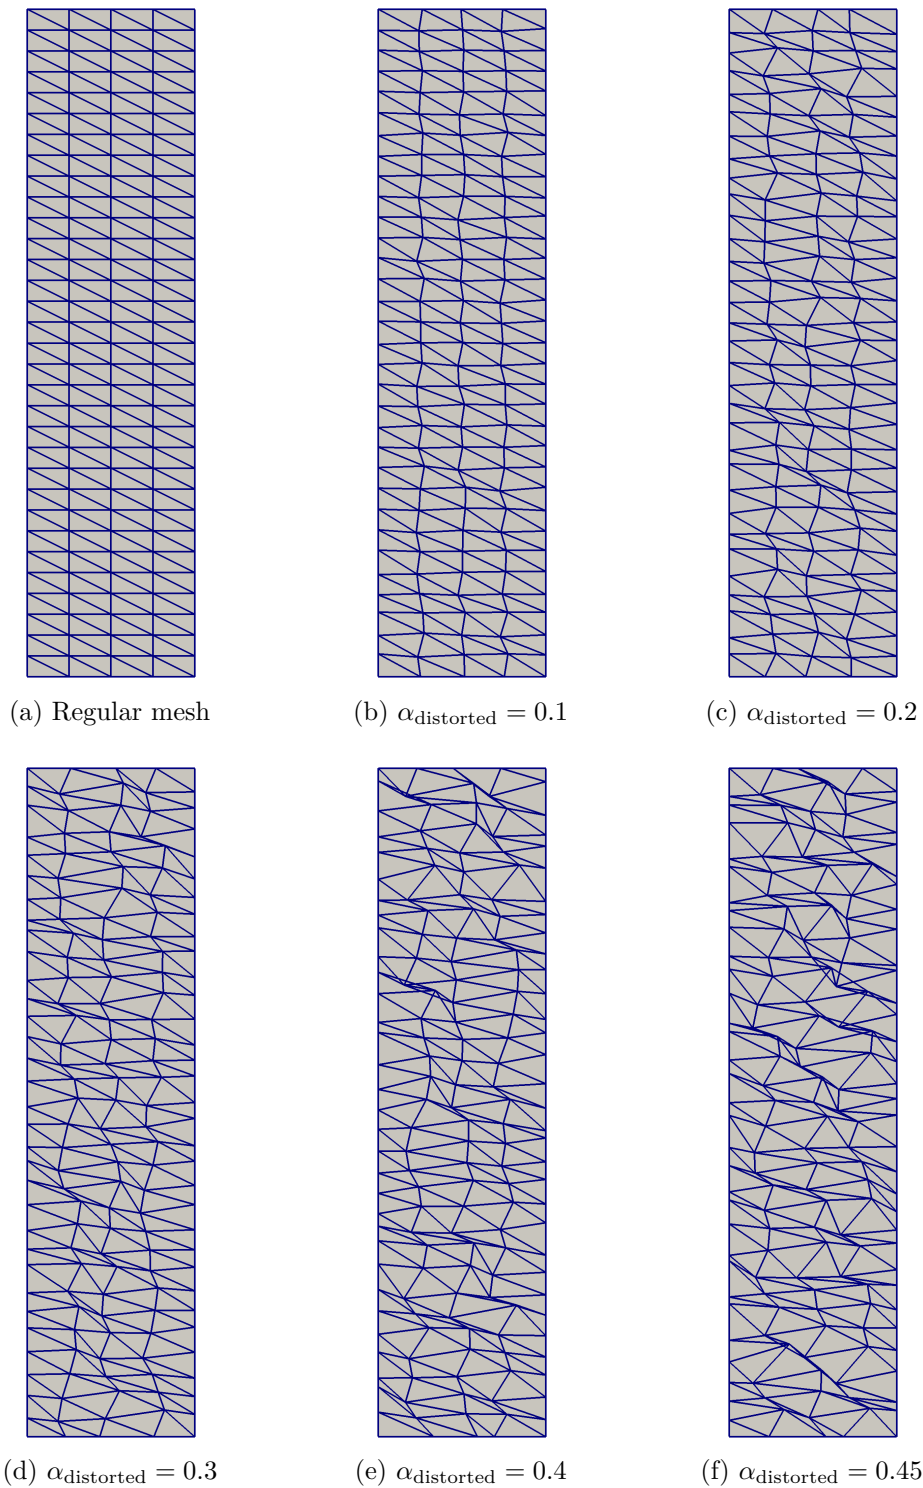 (a) Regular mesh
(b) α_distorted = 0.1
(c) α_distorted = 0.2
(d) α_distorted = 0.3
(e) α_distorted = 0.4
(f) α_distorted = 0.45